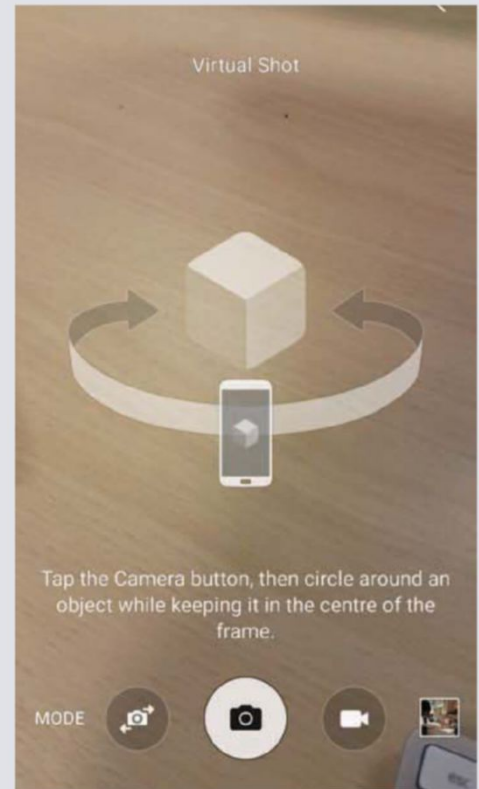 Virtual Shot
Tap the Camera button, then circle around an
object while keeping it in the centre of the
frame.
MODE
esc